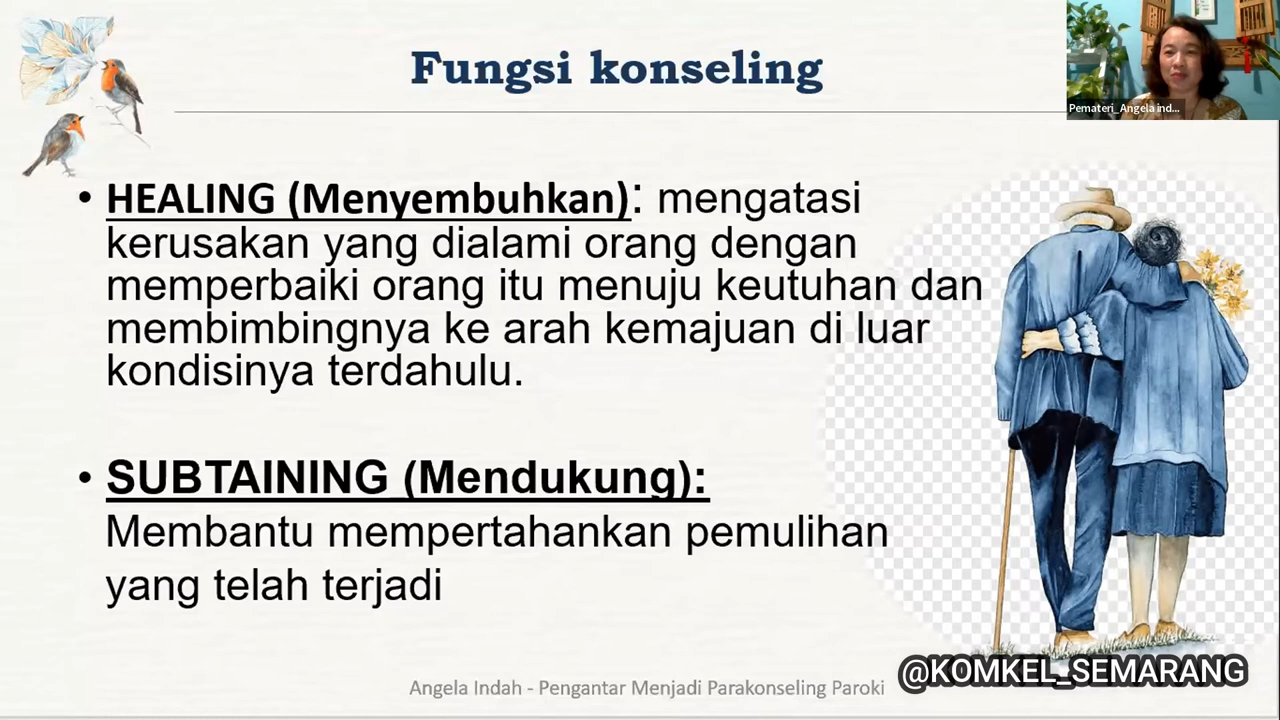 Fungsi konseling
Pemateri_Angela ind...
• HEALING (Menyembuhkan): mengatasi
kerusakan yang dialami orang dengan
memperbaiki orang itu menuju keutuhan dan
membimbingnya ke arah kemajuan di luar
kondisinya terdahulu.
• SUBTAINING (Mendukung):
Membantu mempertahankan pemulihan
yang telah terjadi
Angela Indah - Pengantar Menjadi Parakonseling Paroki
@KOMKEL_SEMARANG